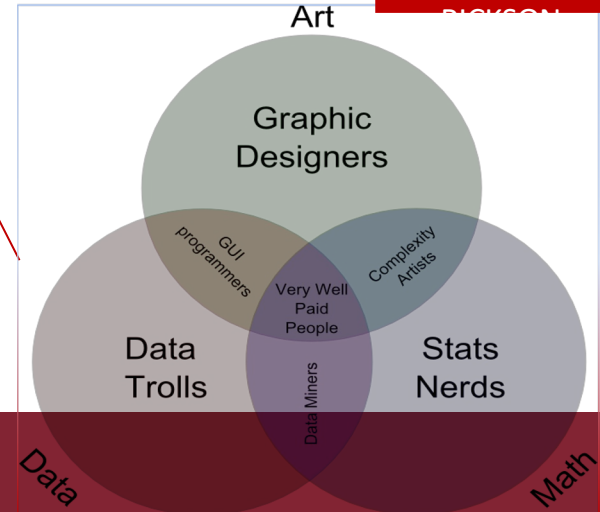 Art
DICKSON
Graphic
Designers
GUI
programmers
Complexity
Artists
Very Well
Paid
People
Data
Trolls
Stats
Nerds
Data Miners
Data
Math